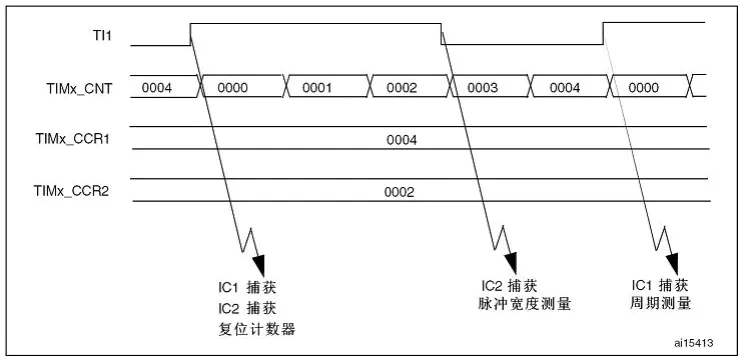 TI1
TIMx_CNT
0004
0000
0001
0002
0003
0004
0000
TIMx_CCR1
0004
TIMx_CCR2
0002
IC1 捕获
IC2 捕获
复位计数器
IC2 捕获
脉冲宽度测量
IC1 捕获
周期测量
ai15413